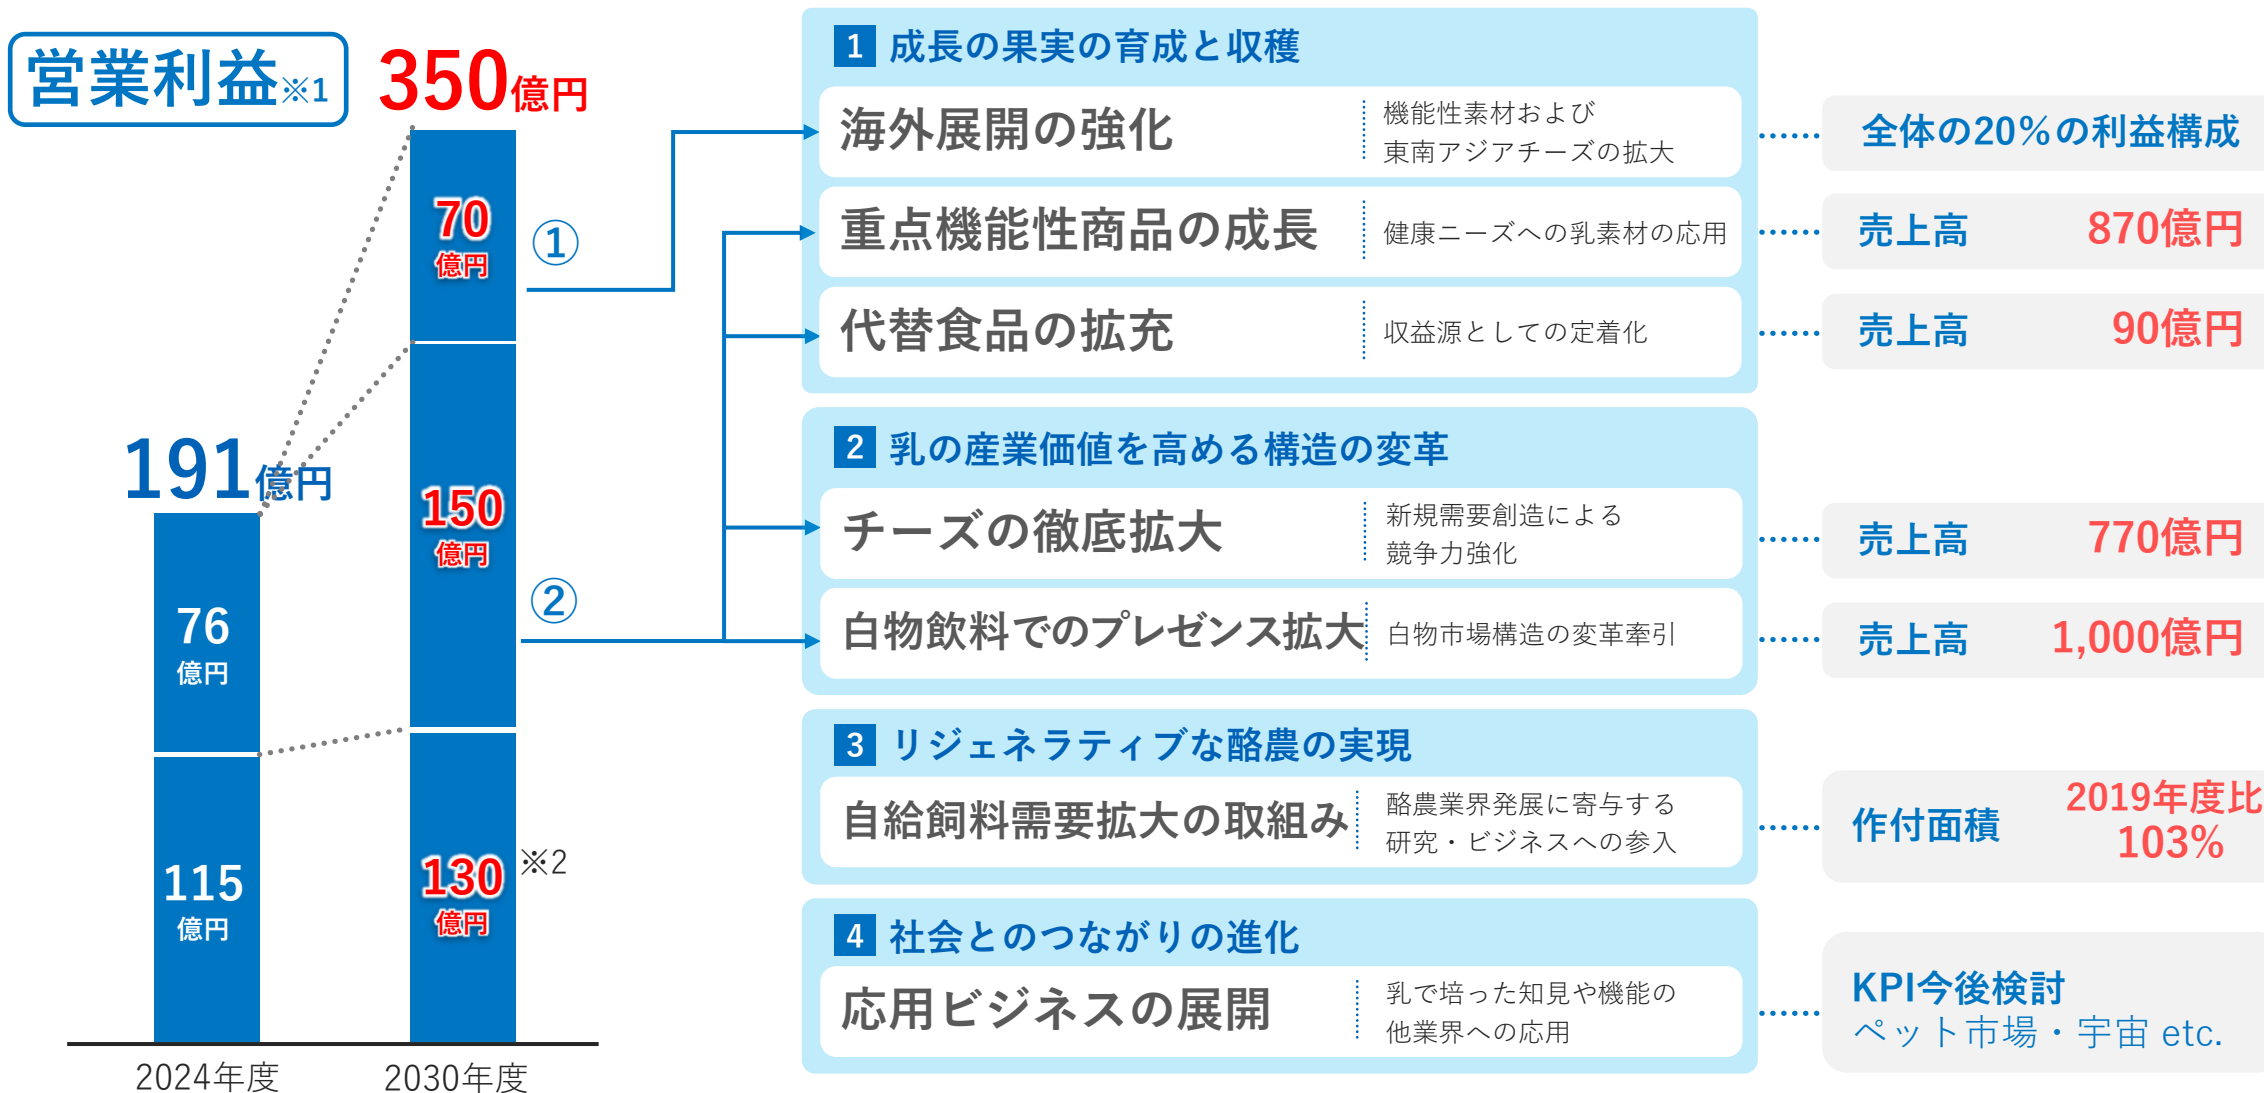 営業利益※1
350億円
70
億円
①
150
億円
②
130
億円
※2
191億円
76
億円
115
億円
2024年度
2030年度
1 成長の果実の育成と収穫
海外展開の強化
機能性素材および
東南アジアチーズの拡大
全体の20%の利益構成
重点機能性商品の成長
健康ニーズへの乳素材の応用
売上高 870億円
代替食品の拡充
収益源としての定着化
売上高 90億円
2 乳の産業価値を高める構造の変革
チーズの徹底拡大
新規需要創造による
競争力強化
売上高 770億円
白物飲料でのプレゼンス拡大
白物市場構造の変革牽引
売上高 1,000億円
3 リジェネラティブな酪農の実現
自給飼料需要拡大の取組み
酪農業界発展に寄与する
研究・ビジネスへの参入
作付面積
2019年度比
103%
4 社会とのつながりの進化
応用ビジネスの展開
乳で培った知見や機能の
他業界への応用
KPI今後検討
ペット市場・宇宙 etc.